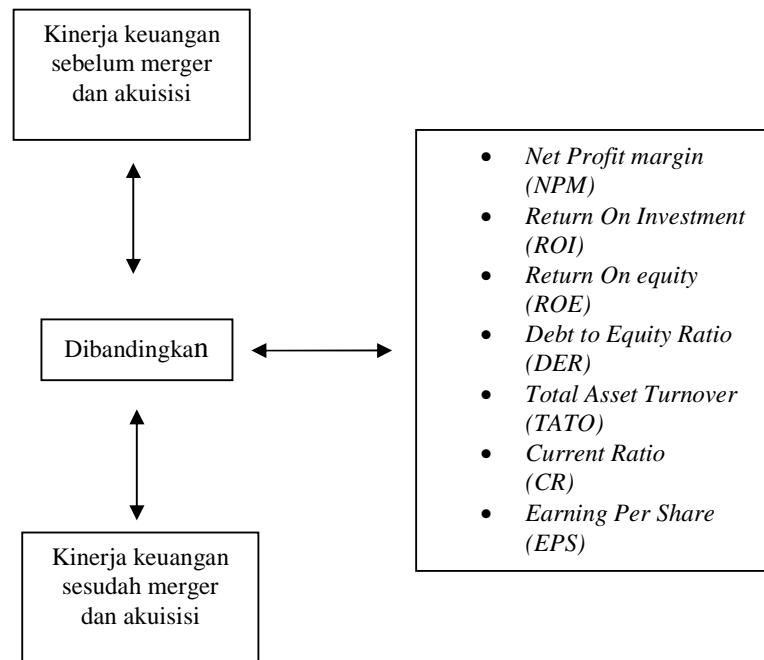 Kinerja keuangan
sebelum merger
dan akuisisi
• Net Profit margin
(NPM)
• Return On Investment
(ROI)
• Return On equity
(ROE)
• Debt to Equity Ratio
(DER)
• Total Asset Turnover
(TATO)
• Current Ratio
(CR)
• Earning Per Share
(EPS)
Dibandingkan
Kinerja keuangan
sesudah merger
dan akuisisi